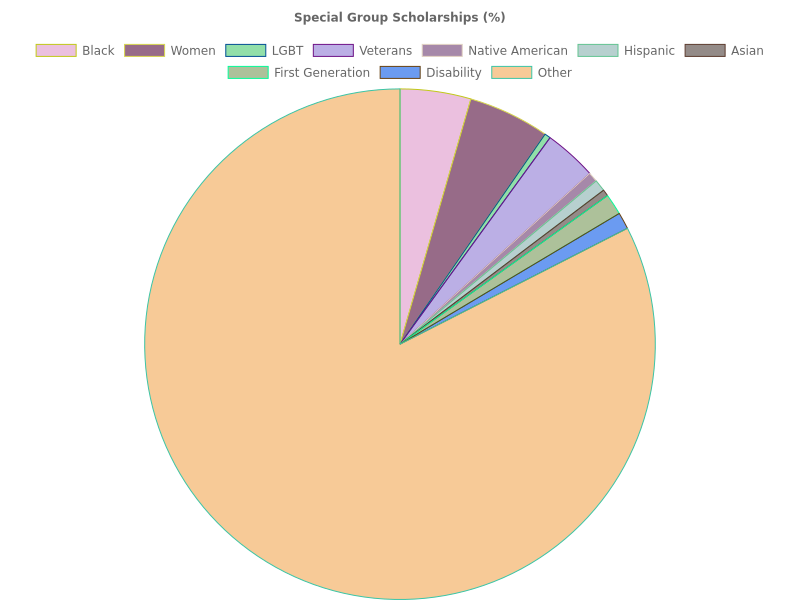 Special Group Scholarships (%)
Black Women LGBT Veterans Native American Hispanic Asian
First Generation Disability Other